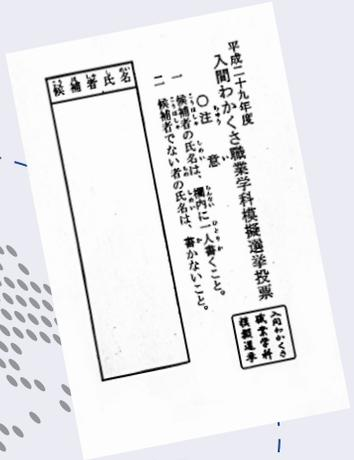 平成二十九年度
入間わかくさ職業学科模擬選挙投票
〇注意
一 候補者の氏名は、欄内に一人書くこと。
二 候補者でない者の氏名は、書かないこと。
候補者氏名
入間わかくさ
職業学科
模擬選挙